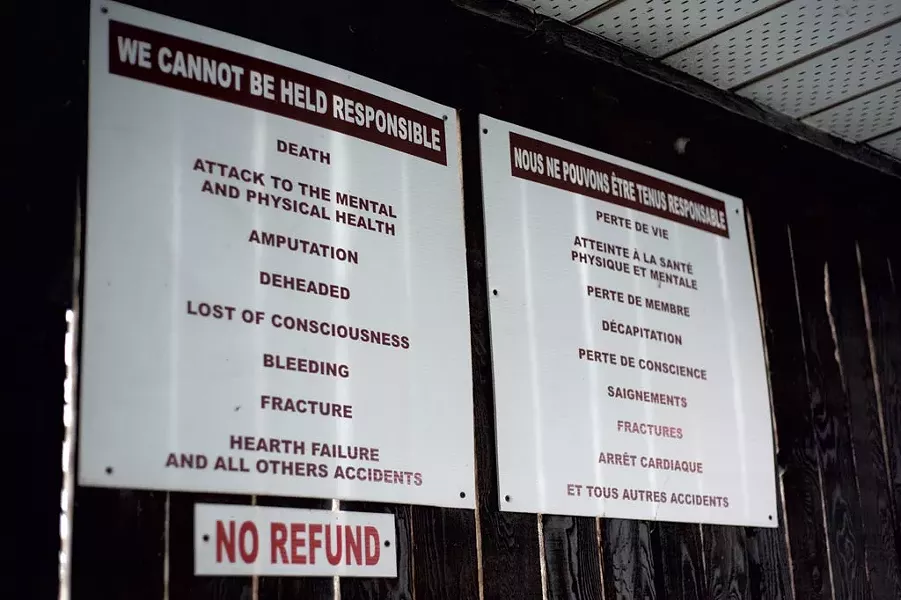 WE CANNOT BE HELD RESPONSIBLE
DEATH
ATTACK TO THE MENTAL
AND PHYSICAL HEALTH
AMPUTATION
DEHEADED
LOST OF CONSCIOUSNESS
BLEEDING
FRACTURE
HEARTH FAILURE
AND ALL OTHERS ACCIDENTS
NO REFUND
NOUS NE POUVONS ÊTRE TENUS RESPONSABLE
PERTE DE VIE
ATTEINTE À LA SANTÉ
PHYSIQUE ET MENTALE
PERTE DE MEMBRE
DÉCAPITATION
PERTE DE CONSCIENCE
SAIGNEMENTS
FRACTURES
ARRÊT CARDIAQUE
ET TOUS AUTRES ACCIDENTS